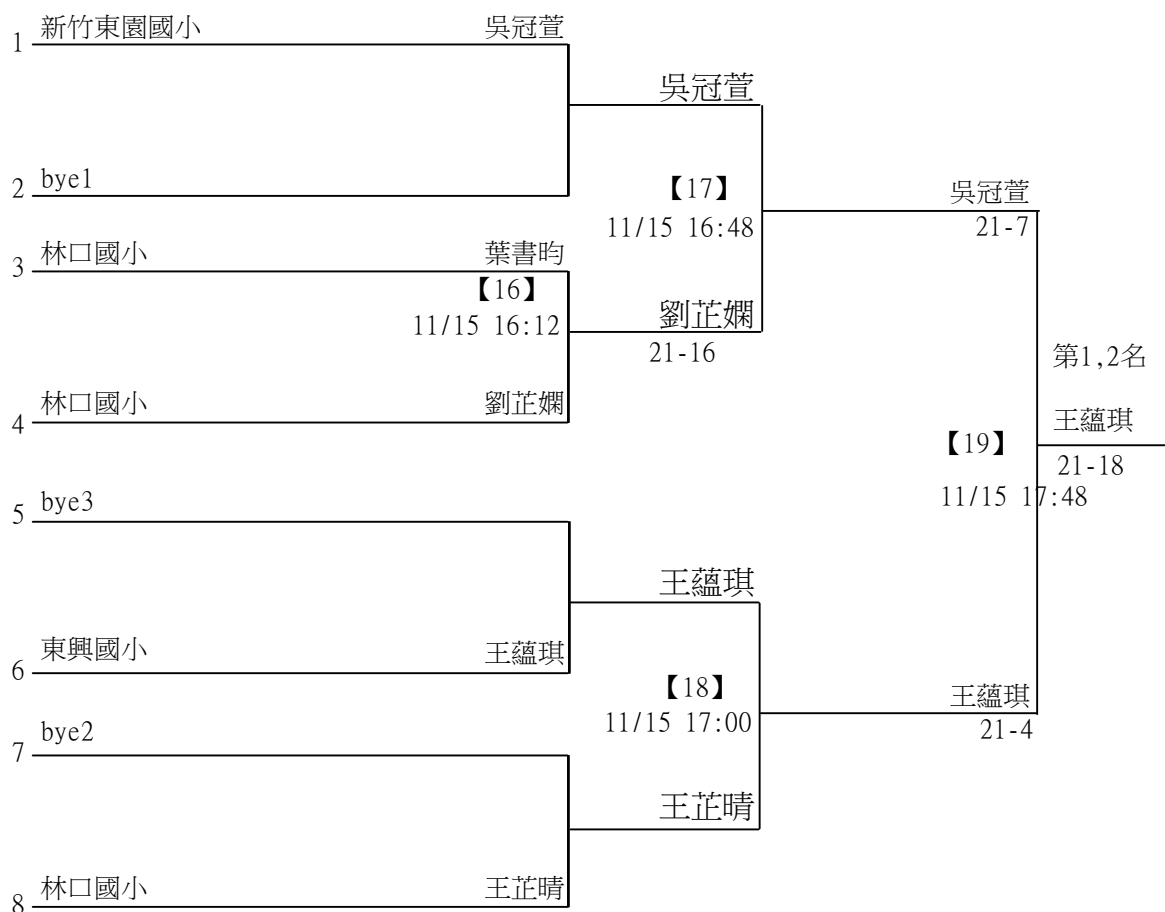 1 新竹東園國小 吳冠萱
吳冠萱
2 bye1
【17】
11/15 16:48
吳冠萱
21-7
3 林口國小 葉書昀
【16】
11/15 16:12
劉芷嫻
21-16
第1,2名
4 林口國小 劉芷嫻
王蘊琪
【19】
21-18
11/15 17:48
5 bye3
王蘊琪
6 東興國小 王蘊琪
【18】
11/15 17:00
王蘊琪
21-4
7 bye2
王芷晴
8 林口國小 王芷晴